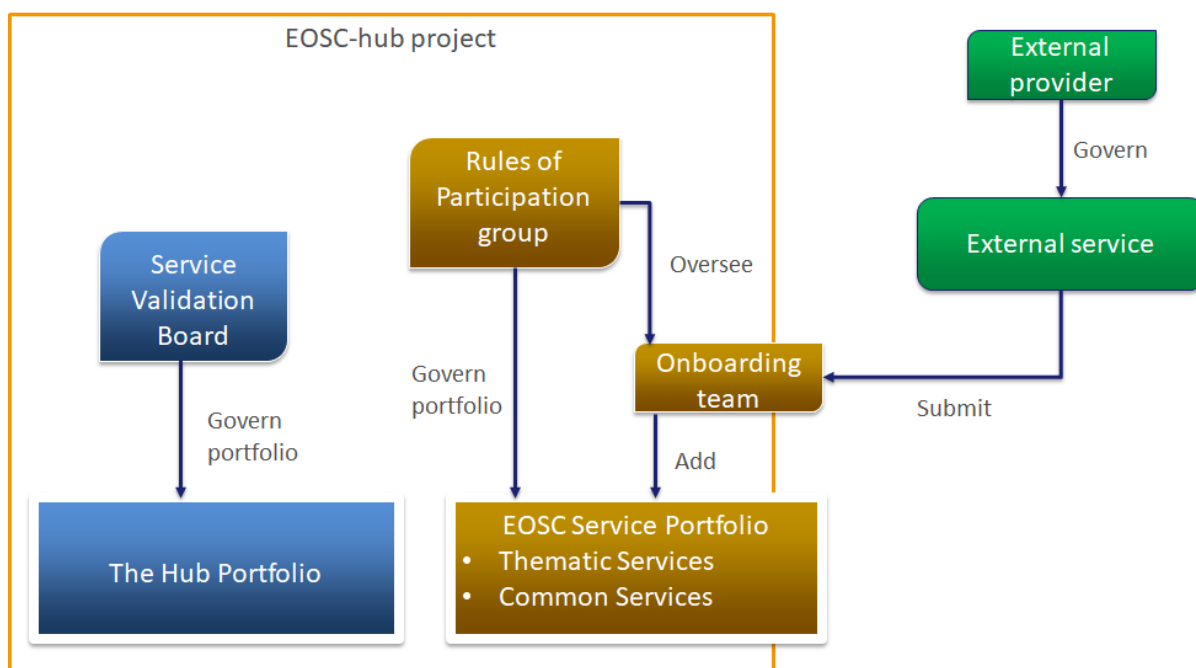 EOSC-hub project
External
provider
Govern
Rules of
Participation
group
External service
Oversee
Service
Validation
Board
Onboarding
team
Govern
portfolio
Submit
Govern
portfolio
Add
The Hub Portfolio
EOSC Service Portfolio
• Thematic Services
• Common Services